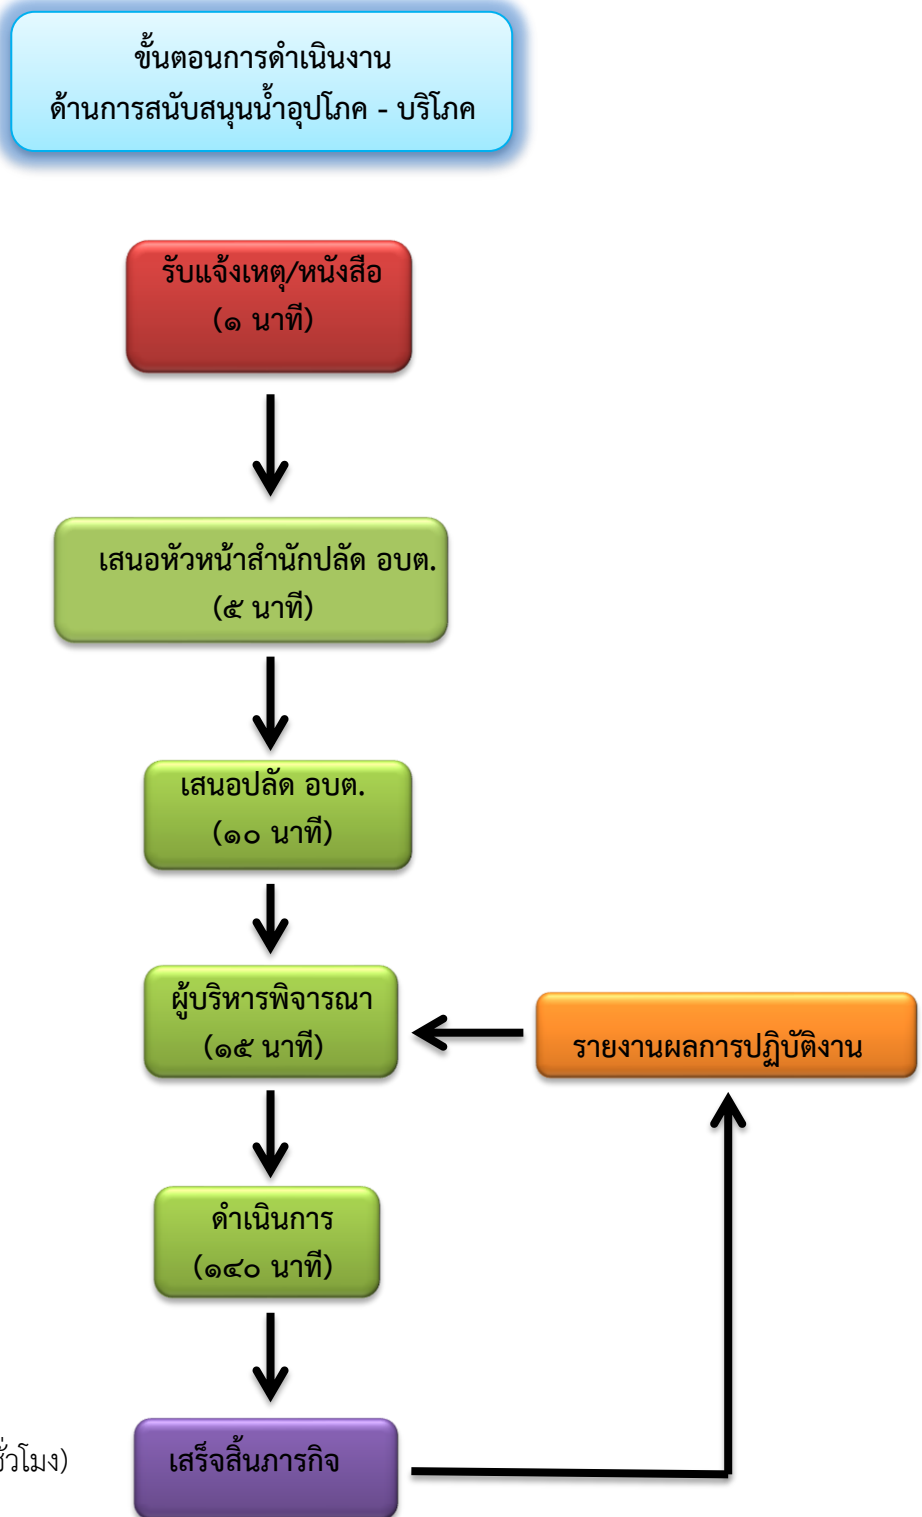 ขั้นตอนการดำเนินงาน
ด้านการสนับสนุนน้ำอุปโภค - บริโภค
รับแจ้งเหตุ/หนังสือ
(๑ นาที)
เสนอหัวหน้าสำนักปลัด อบต.
(๕ นาที)
เสนอปลัด อบต.
(๑๐ นาที)
ผู้บริหารพิจารณา
(๑๕ นาที)
รายงานผลการปฏิบัติงาน
ดำเนินการ
(๑๔๐ นาที)
ชั่วโมง)
เสร็จสิ้นภารกิจ